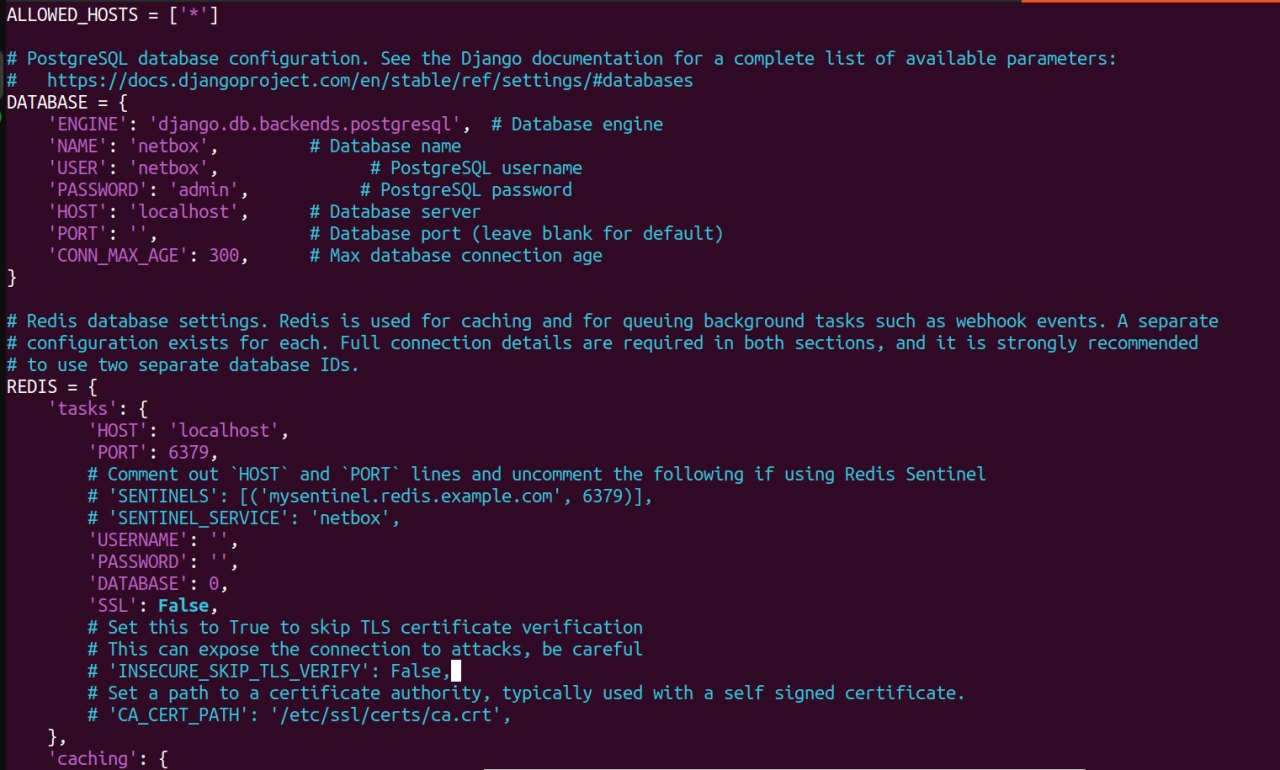 ALLOWED_HOSTS = ['*']

# PostgreSQL database configuration. See the Django documentation for a complete list of available parameters:
#   https://docs.djangoproject.com/en/stable/ref/settings/#databases
DATABASE = {
    'ENGINE': 'django.db.backends.postgresql',  # Database engine
    'NAME': 'netbox',         # Database name
    'USER': 'netbox',               # PostgreSQL username
    'PASSWORD': 'admin',           # PostgreSQL password
    'HOST': 'localhost',      # Database server
    'PORT': '',               # Database port (leave blank for default)
    'CONN_MAX_AGE': 300,      # Max database connection age
}

# Redis database settings. Redis is used for caching and for queuing background tasks such as webhook events. A separate
# configuration exists for each. Full connection details are required in both sections, and it is strongly recommended
# to use two separate database IDs.
REDIS = {
    'tasks': {
        'HOST': 'localhost',
        'PORT': 6379,
        # Comment out `HOST` and `PORT` lines and uncomment the following if using Redis Sentinel
        # 'SENTINELS': [('mysentinel.redis.example.com', 6379)],
        # 'SENTINEL_SERVICE': 'netbox',
        'USERNAME': '',
        'PASSWORD': '',
        'DATABASE': 0,
        'SSL': False,
        # Set this to True to skip TLS certificate verification
        # This can expose the connection to attacks, be careful
        # 'INSECURE_SKIP_TLS_VERIFY': False,
        # Set a path to a certificate authority, typically used with a self signed certificate.
        # 'CA_CERT_PATH': '/etc/ssl/certs/ca.crt',
    },
    'caching': {